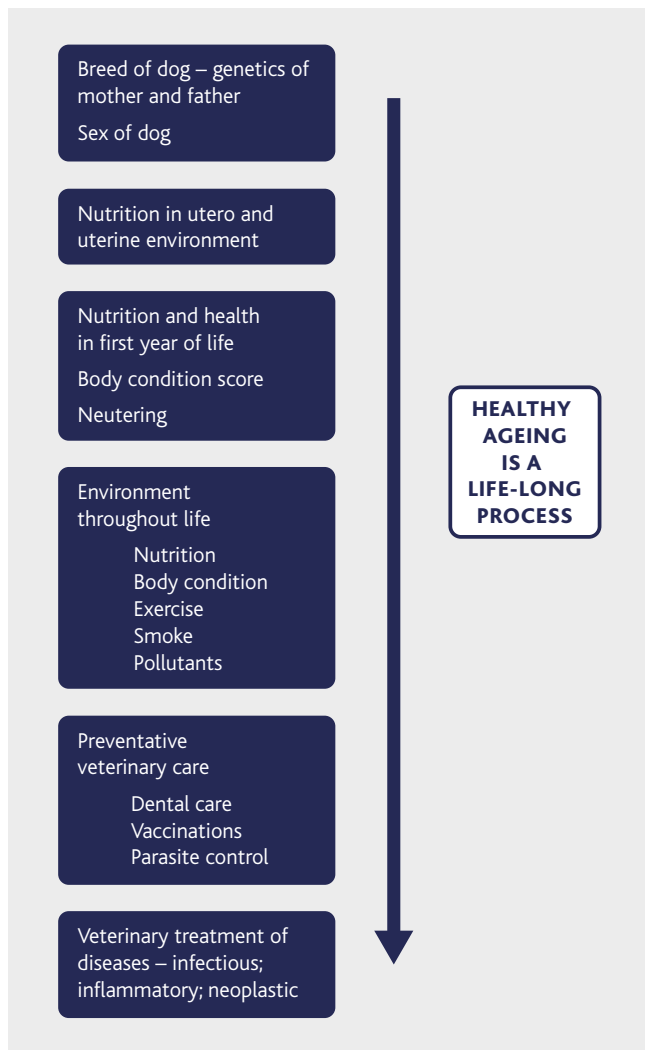 Breed of dog – genetics of
mother and father
Sex of dog
Nutrition in utero and
uterine environment
Nutrition and health
in first year of life
Body condition score
Neutering
Environment
throughout life
Nutrition
Body condition
Exercise
Smoke
Pollutants
Preventative
veterinary care
Dental care
Vaccinations
Parasite control
Veterinary treatment of
diseases – infectious;
inflammatory; neoplastic
HEALTHY
AGEING
IS A
LIFE-LONG
PROCESS